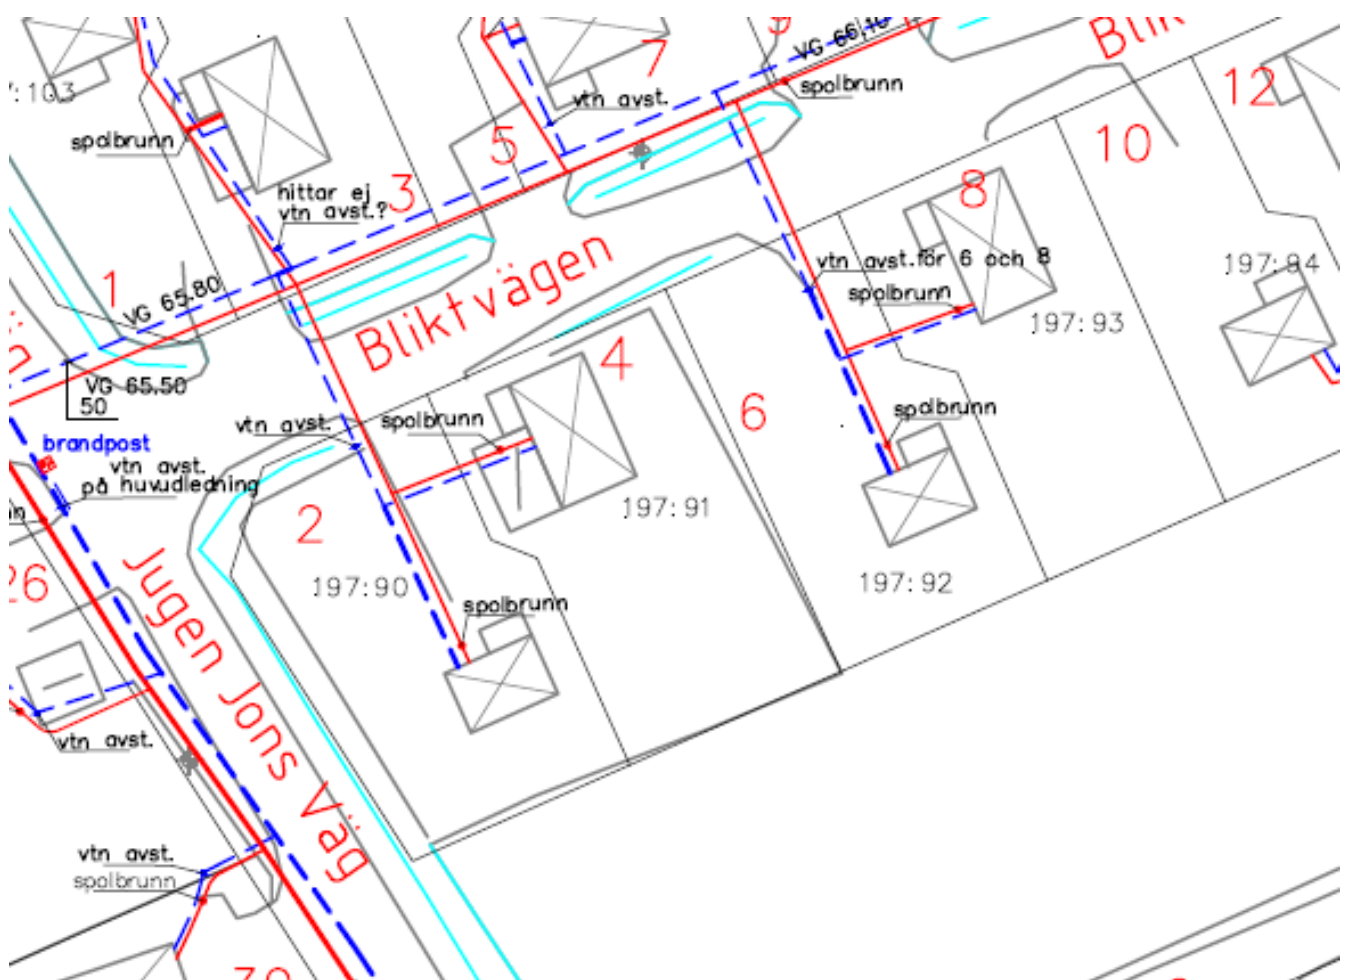 7
9
VG 66,10
spolbrunn
12
7:103
vtn avst.
spolbrunn
5
10
hittar ej
vtn avst.?
3
8
1
VG 65.80
Bliktvägen
vtn avst.för 6 och 8
spolbrunn
197:94
197:93
VG 65,50
50
4
6
vtn avst.
spolbrunn
spolbrunn
brandpost
vtn avst.
på huvudledning
2
197:91
26
197:90
197:92
Jugen Jons Väg
spolbrunn
vtn avst.
vtn avst.
spolbrunn